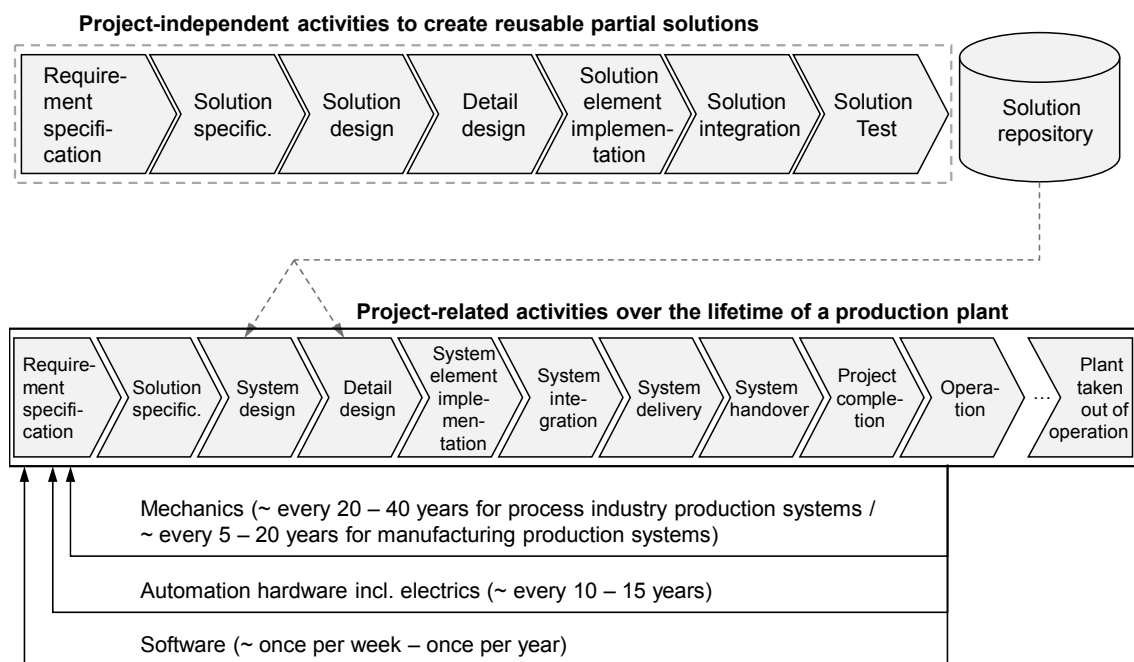 Project-independent activities to create reusable partial solutions
Require-
ment
specifi-
cation
Solution
specific.
Solution
design
Detail
design
Solution
element
implemen-
tation
Solution
integration
Solution
Test
Solution
repository
Project-related activities over the lifetime of a production plant
Require-
ment
specifi-
cation
Solution
specific.
System
design
Detail
design
System
element
imple-
men-
tation
System
inte-
gration
System
delivery
System
handover
Project
comple-
tion
Opera-
tion
...
Plant
taken
out of
operation
Mechanics (~ every 20 – 40 years for process industry production systems /
~ every 5 – 20 years for manufacturing production systems)
Automation hardware incl. electrics (~ every 10 – 15 years)
Software (~ once per week – once per year)